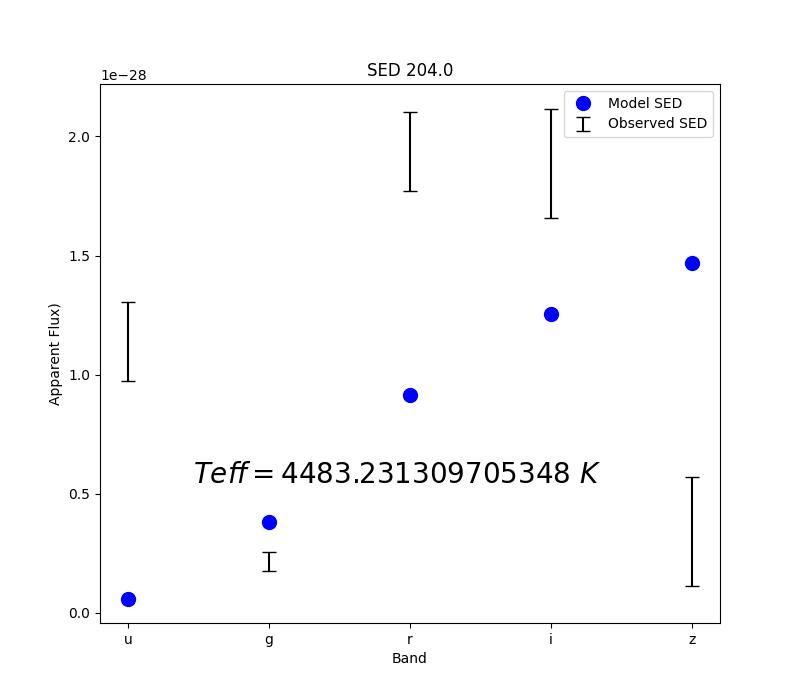 SED 204.0
1e−28
Model SED
Observed SED
2.0
1.5
1.0
0.5
0.0
Apparent Flux)
Teff = 4483.231309705348 K
u g r i z
Band